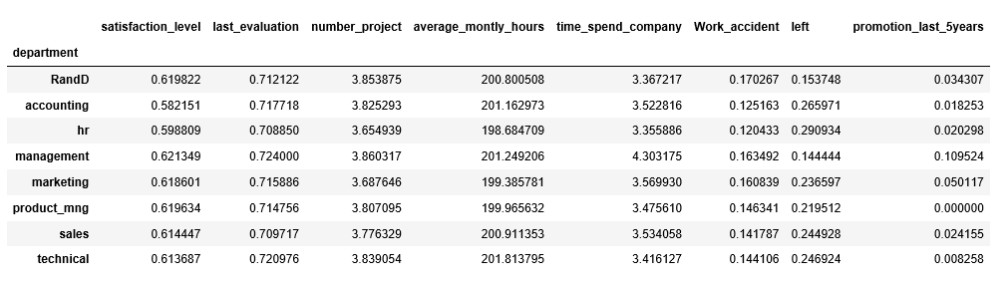 satisfaction_level last_evaluation number_project average_montly_hours time_spend_company Work_accident left promotion_last_5years
department
RandD 0.619822 0.712122 3.853875 200.800508 3.367217 0.170267 0.153748 0.034307
accounting 0.582151 0.717718 3.825293 201.162973 3.522816 0.125163 0.265971 0.018253
hr 0.598809 0.708850 3.654939 198.684709 3.355886 0.120433 0.290934 0.020298
management 0.621349 0.724000 3.860317 201.249206 4.303175 0.163492 0.144444 0.109524
marketing 0.618601 0.715886 3.687646 199.385781 3.569930 0.160839 0.236597 0.050117
product_mng 0.619634 0.714756 3.807095 199.965632 3.475610 0.146341 0.219512 0.000000
sales 0.614447 0.709717 3.776329 200.911353 3.534058 0.141787 0.244928 0.024155
technical 0.613687 0.720976 3.839054 201.813795 3.416127 0.144106 0.246924 0.008258